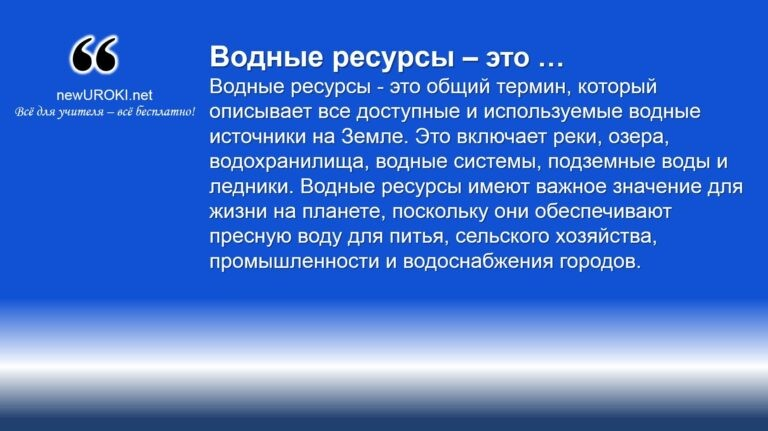 ❝
newUROKI.net
Всё для учителя – всё бесплатно!
Водные ресурсы – это …
Водные ресурсы - это общий термин, который
описывает все доступные и используемые водные
источники на Земле. Это включает реки, озера,
водохранилища, водные системы, подземные воды и
ледники. Водные ресурсы имеют важное значение для
жизни на планете, поскольку они обеспечивают
пресную воду для питья, сельского хозяйства,
промышленности и водоснабжения городов.